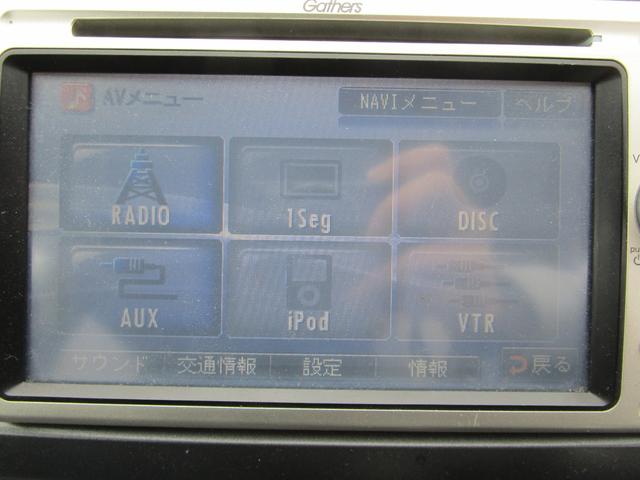 Gathers
AVメニュー
NAVIメニュー
ヘルプ
RADIO
1Seg
DISC
AUX
iPod
VTR
サウンド
交通情報
設定
情報
戻る